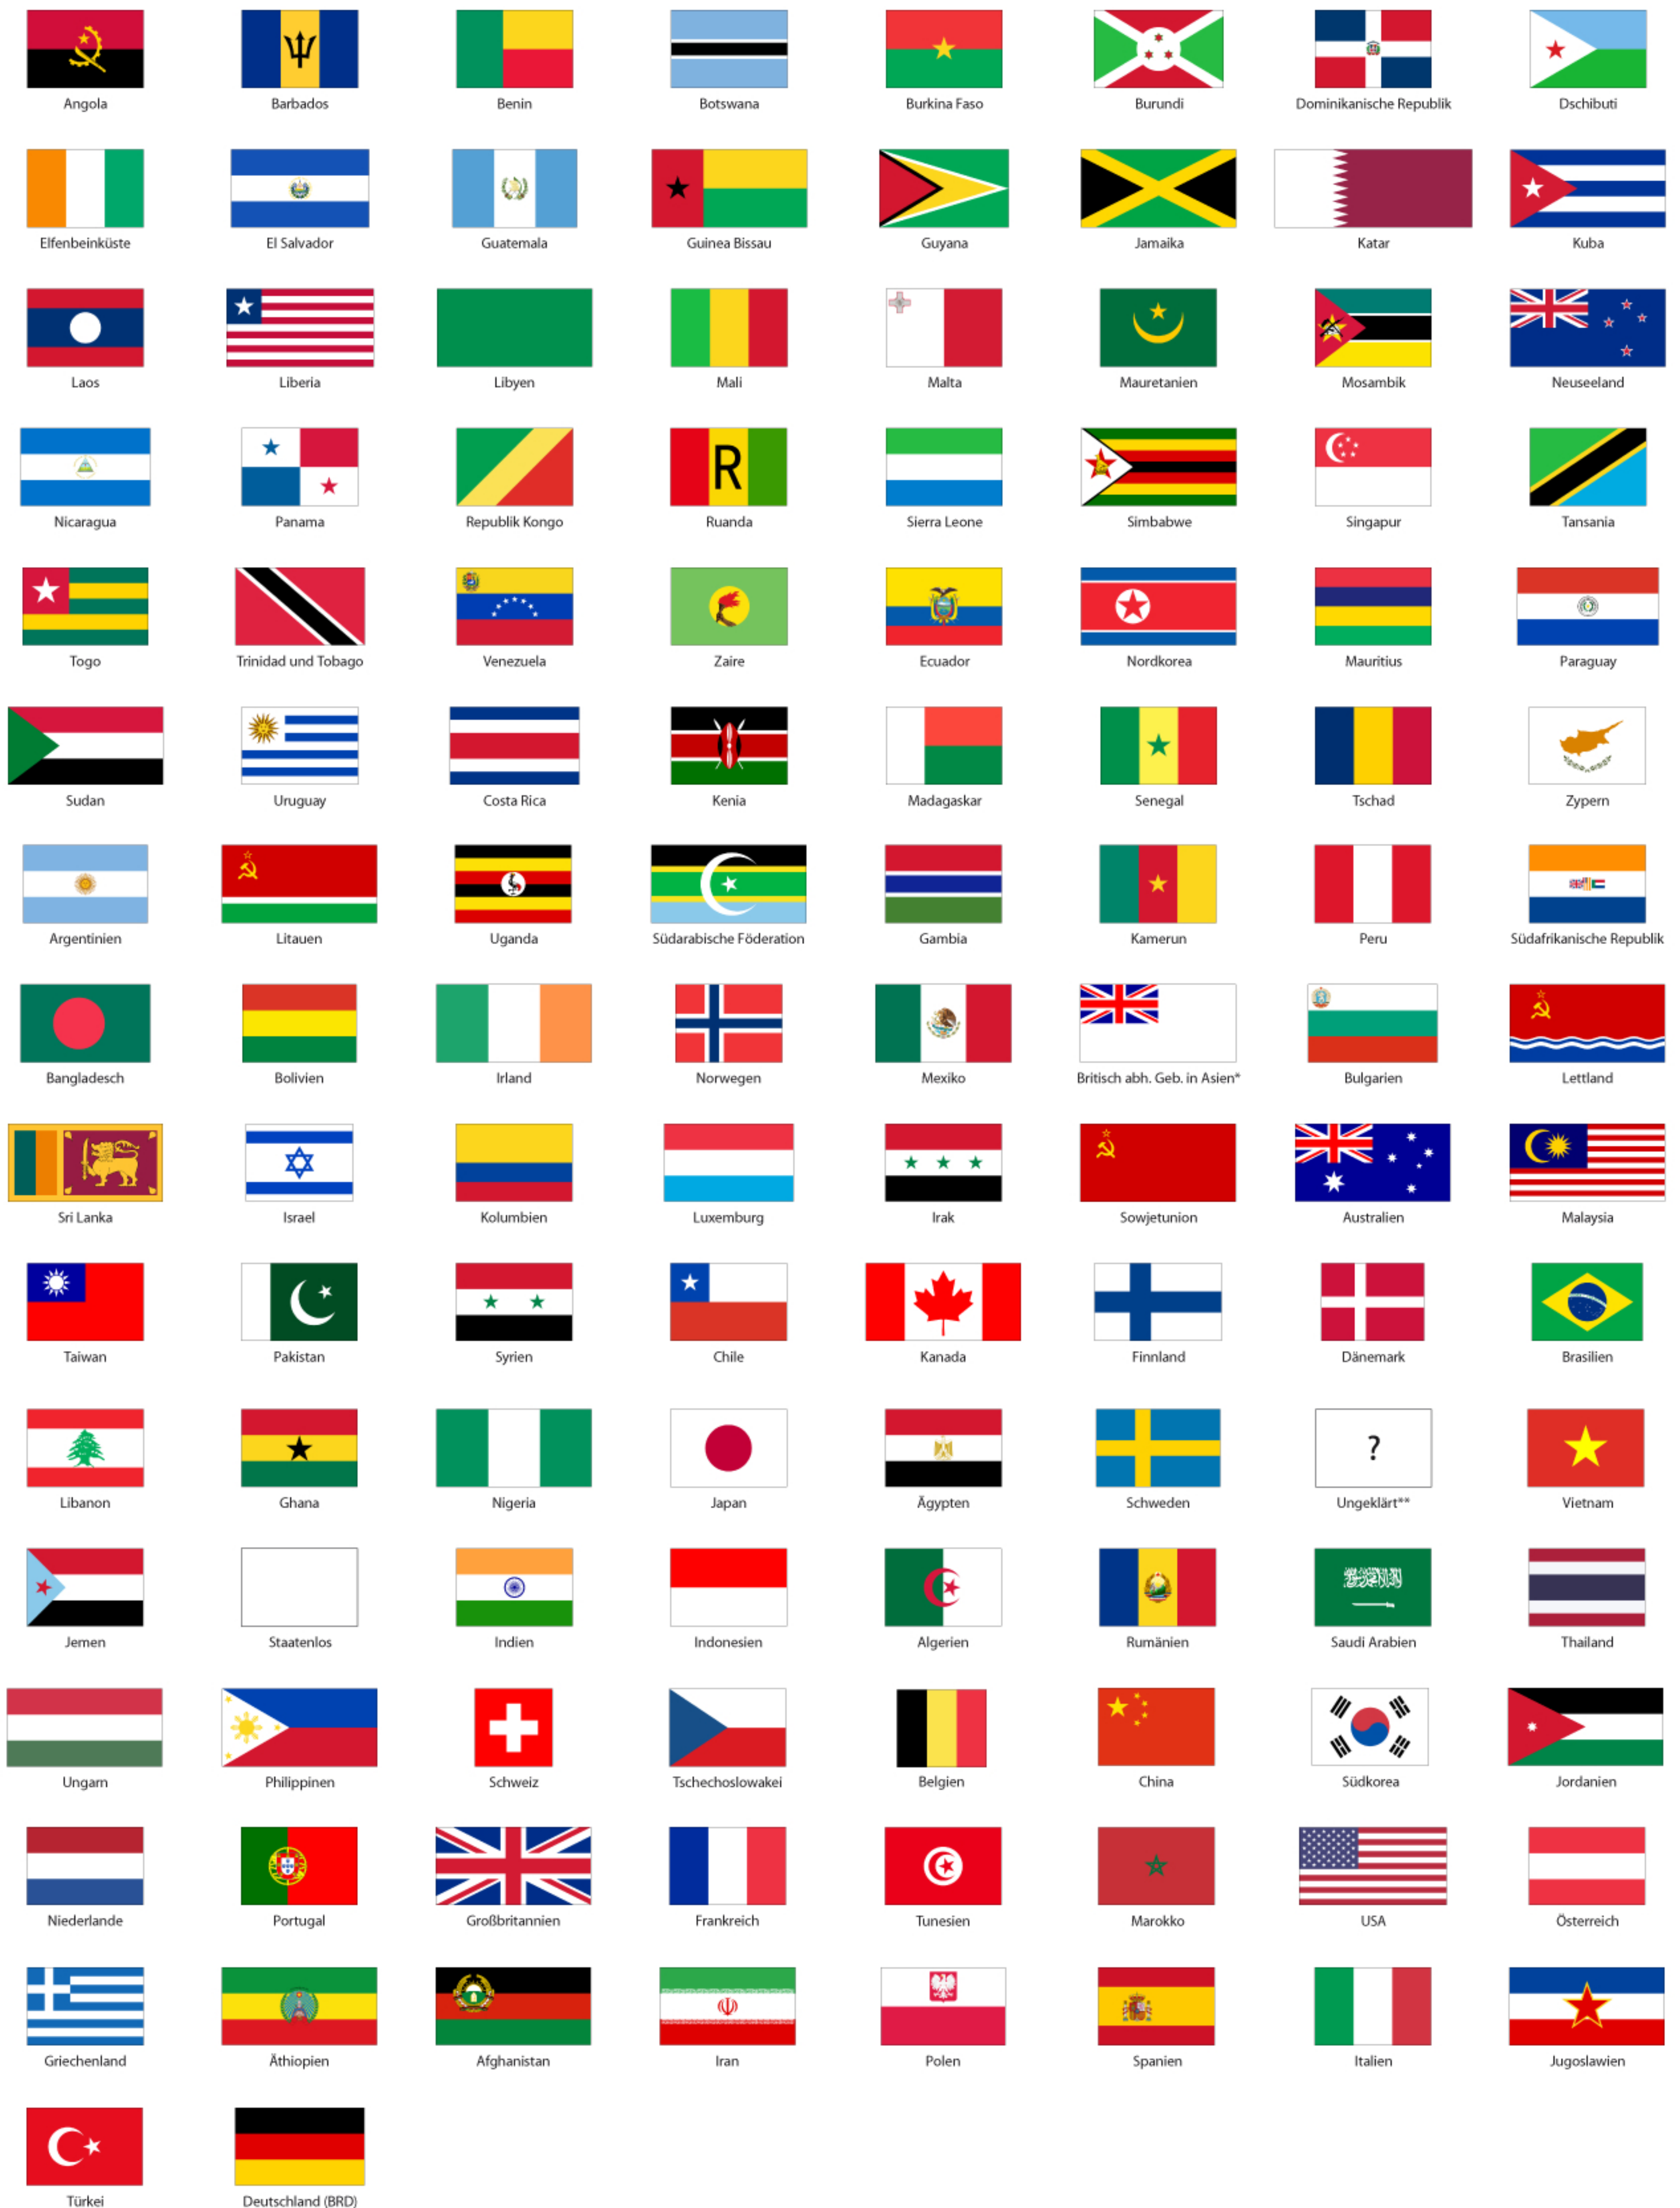 Angola Barbados Benin Botswana Burkina Faso Burundi Dominikanische Republik Dschibuti
Elfenbeinküste El Salvador Guatemala Guinea Bissau Guyana Jamaika Katar Kuba
Laos Liberia Libyen Mali Malta Mauretanien Mosambik Neuseeland
R
Nicaragua Panama Republik Kongo Ruanda Sierra Leone Simbabwe Singapur Tansania
Togo Trinidad und Tobago Venezuela Zaire Ecuador Nordkorea Mauritius Paraguay
Sudan Uruguay Costa Rica Kenia Madagaskar Senegal Tschad Zypern
Argentinien Litauen Uganda Südarabische Föderation Gambia Kamerun Peru Südafrikanische Republik
Bangladesch Bolivien Irland Norwegen Mexiko Britisch abh. Geb. in Asien* Bulgarien Lettland
Sri Lanka Israel Kolumbien Luxemburg Irak Sowjetunion Australien Malaysia
Taiwan Pakistan Syrien Chile Kanada Finnland Dänemark Brasilien
?
Libanon Ghana Nigeria Japan Ägypten Schweden Ungeklärt** Vietnam
Jemen Staatenlos Indien Indonesien Algerien Rumänien Saudi Arabien Thailand
Ungarn Philippinen Schweiz Tschechoslowakei Belgien China Südkorea Jordanien
Niederlande Portugal Großbritannien Frankreich Tunesien Marokko USA Österreich
Griechenland Äthiopien Afghanistan Iran Polen Spanien Italien Jugoslawien
Türkei Deutschland (BRD)